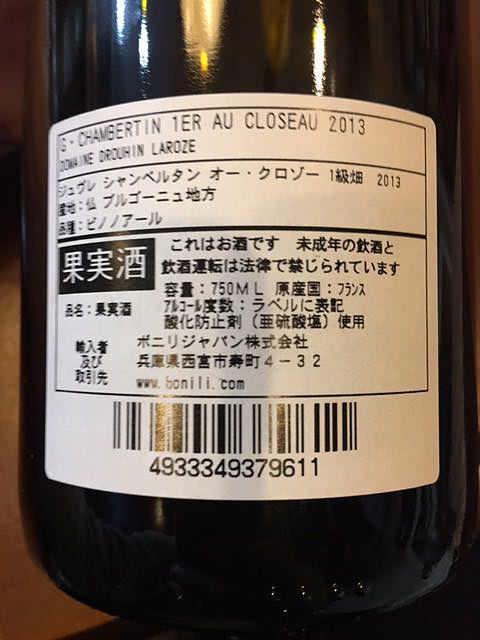 G・CHAMBERTIN 1ER AU CLOSEAU 2013
DOMAINE DROUHIN LAROZE
ジュヴレ シャンベルタン オー・クロゾー 1級畑 2013
産地：仏 ブルゴーニュ地方
品種：ピノノアール
果実酒
これはお酒です 未成年の飲酒と
飲酒運転は法律で禁じられています
容量：750ML 原産国：フランス
品名：果実酒
アルコール度数：ラベルに表記
酸化防止剤（亜硫酸塩）使用
輸入者及び取引先
ボニリジャパン株式会社
兵庫県西宮市寿町4－32
www.bonili.com
4933349379611